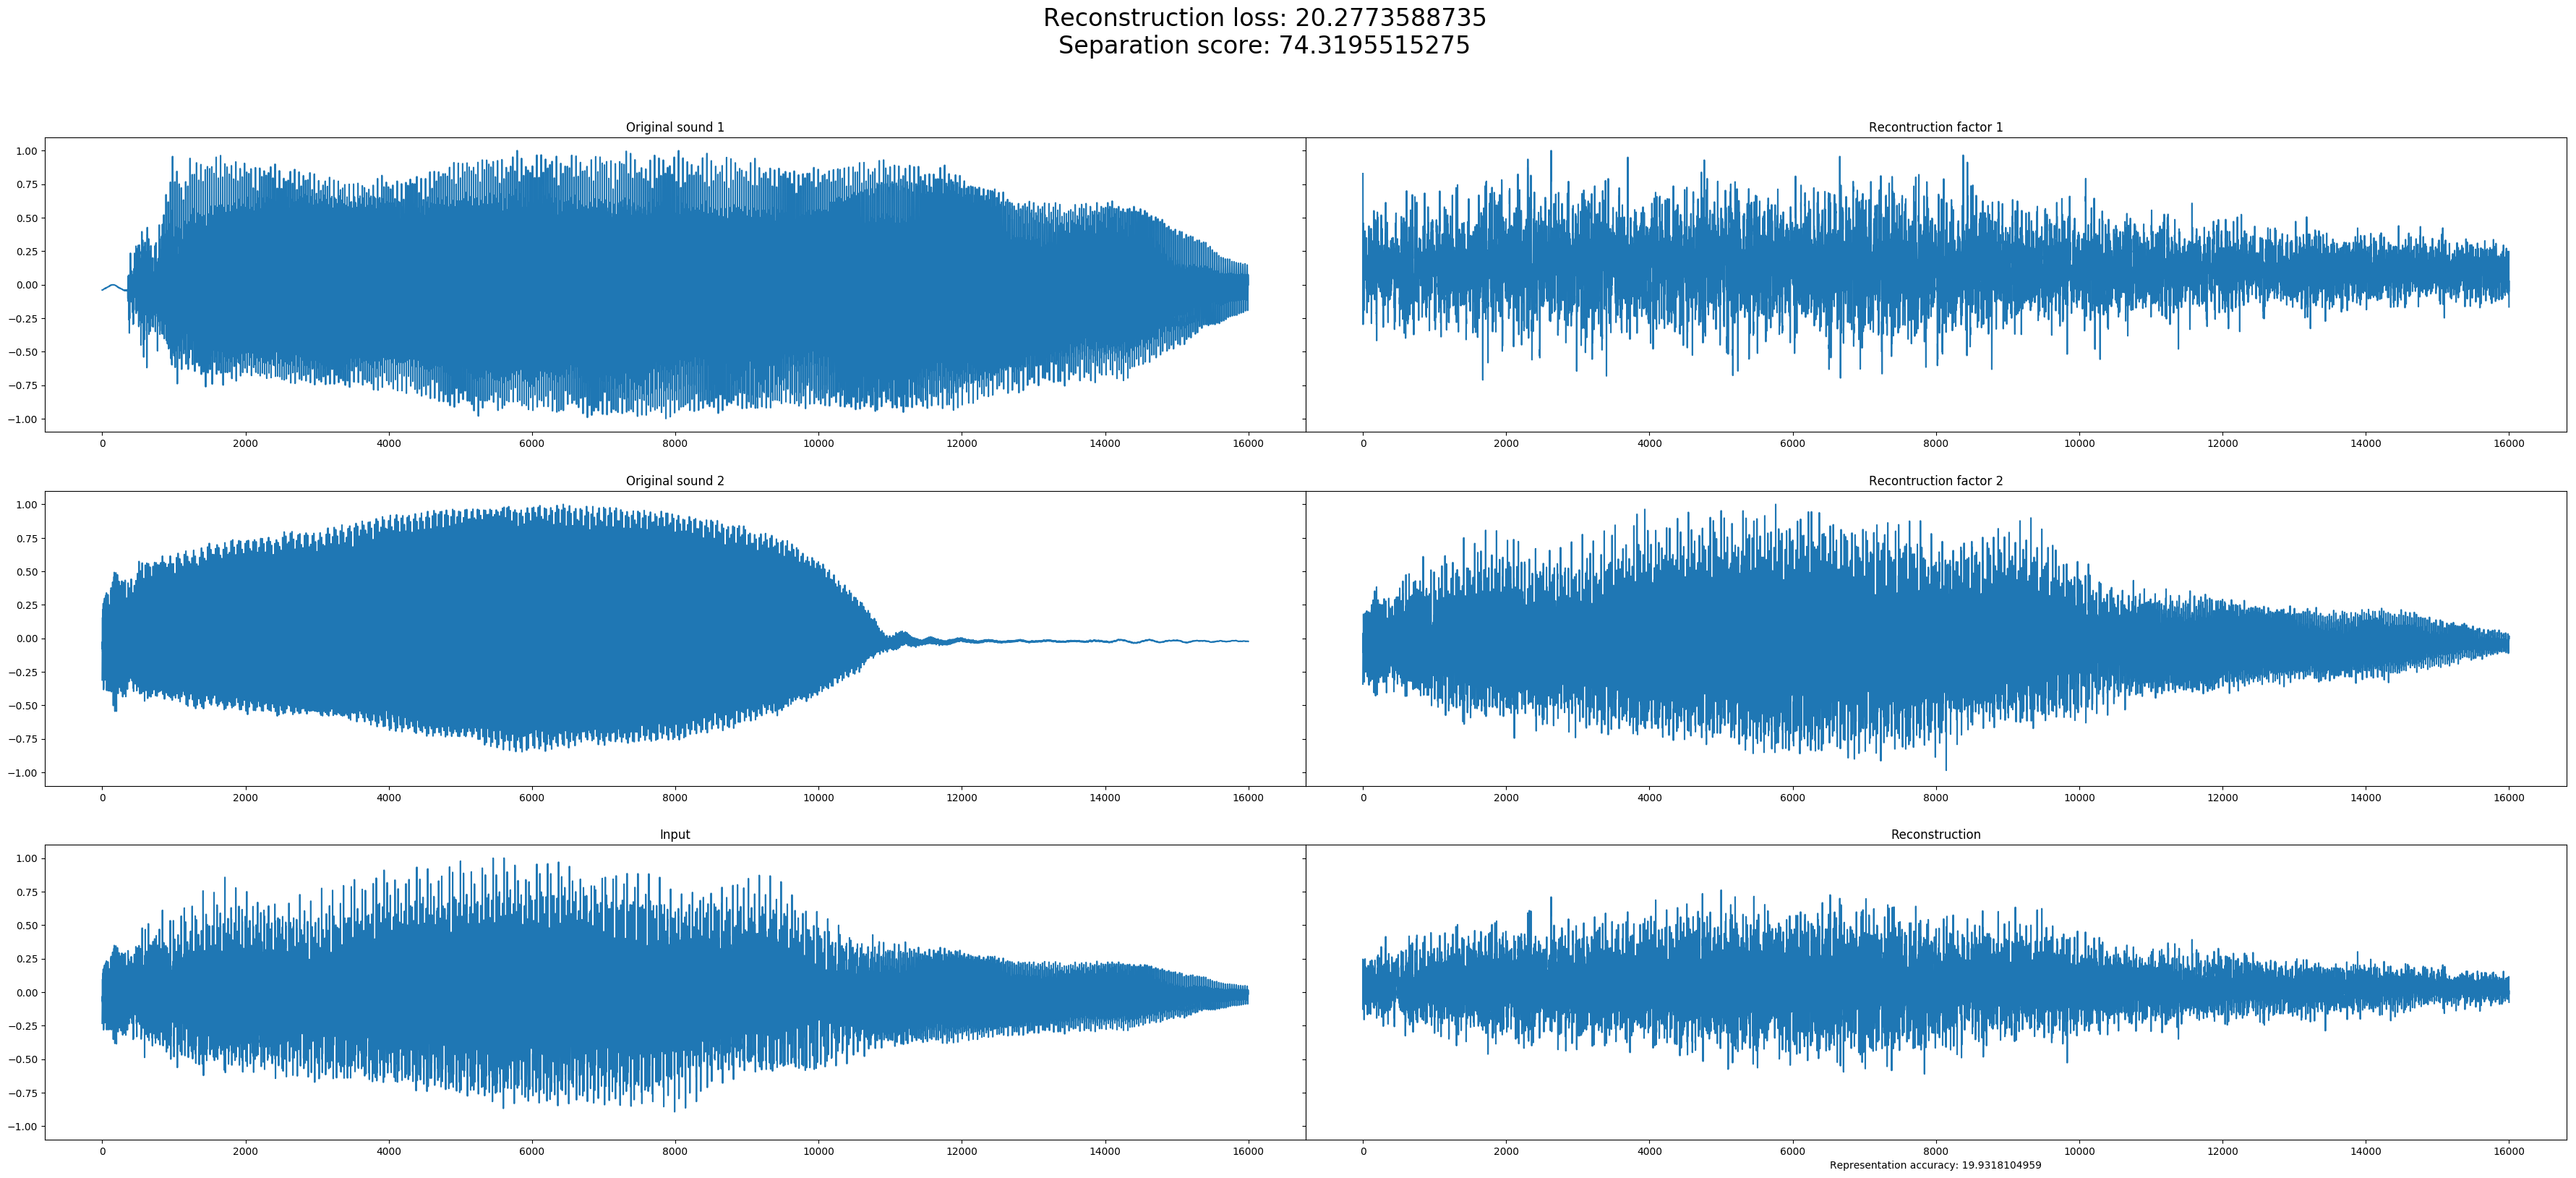 Reconstruction loss: 20.2773588735
Separation score: 74.3195515275
Original sound 1
Recontruction factor 1
1.00
0.75
0.50
0.25
0.00
−0.25
−0.50
−0.75
−1.00
0 2000 4000 6000 8000 10000 12000 14000 16000
0 2000 4000 6000 8000 10000 12000 14000 16000
Original sound 2
Recontruction factor 2
1.00
0.75
0.50
0.25
0.00
−0.25
−0.50
−0.75
−1.00
0 2000 4000 6000 8000 10000 12000 14000 16000
0 2000 4000 6000 8000 10000 12000 14000 16000
Input
Reconstruction
1.00
0.75
0.50
0.25
0.00
−0.25
−0.50
−0.75
−1.00
0 2000 4000 6000 8000 10000 12000 14000 16000
0 2000 4000 6000 8000 10000 12000 14000 16000
Representation accuracy: 19.9318104959